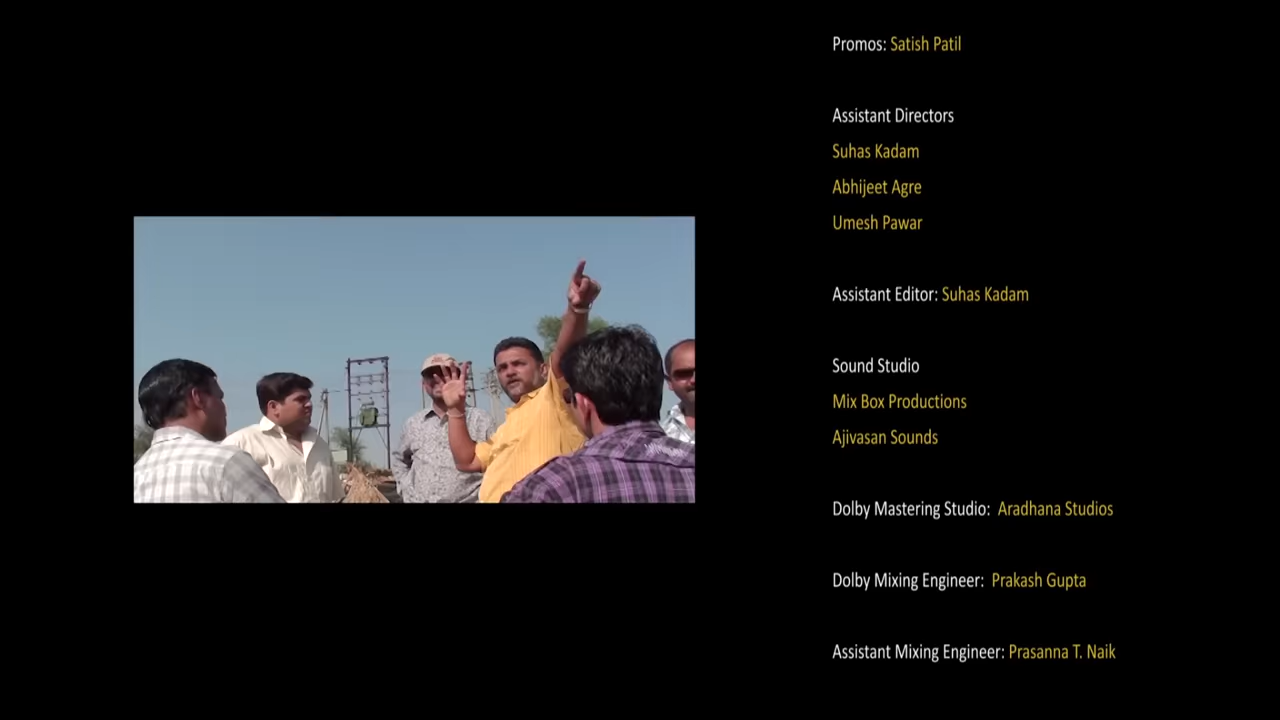 Promos: Satish Patil
Assistant Directors
Suhas Kadam
Abhijeet Agre
Umesh Pawar
Assistant Editor: Suhas Kadam
Sound Studio
Mix Box Productions
Ajivasan Sounds
Dolby Mastering Studio: Aradhana Studios
Dolby Mixing Engineer: Prakash Gupta
Assistant Mixing Engineer: Prasanna T. Naik